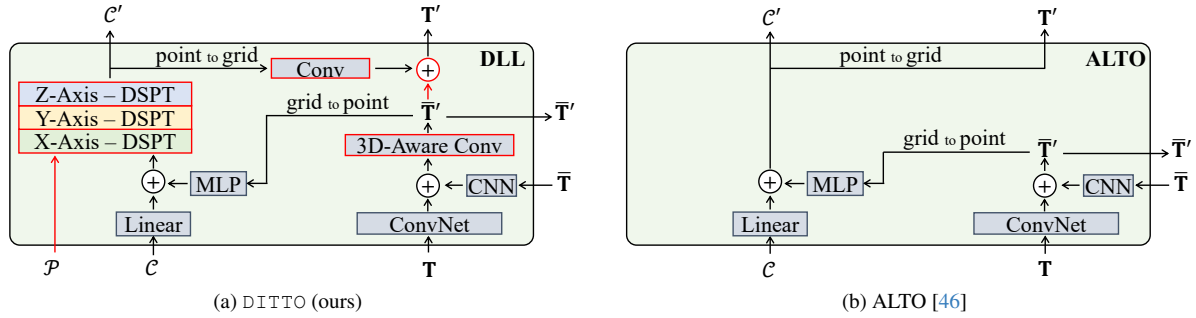 𝒞′
T′
DLL
point to grid
Conv
+
Z-Axis – DSPT
Y-Axis – DSPT
X-Axis – DSPT
grid to point
T̅′
T̅′
3D-Aware Conv
+
MLP
+
CNN
T̅
Linear
ConvNet
𝒫
𝒞
T
(a) DITTO (ours)
𝒞′
T′
ALTO
point to grid
grid to point
T̅′
T̅′
+
MLP
+
CNN
T̅
Linear
ConvNet
𝒞
T
(b) ALTO [46]